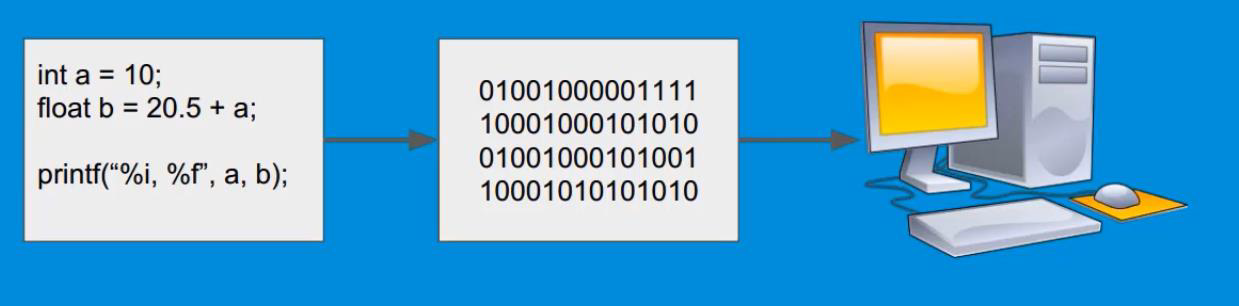 int a = 10;
float b = 20.5 + a;
printf(“%i, %f”, a, b);
01001000001111
10001000101010
01001000101001
10001010101010